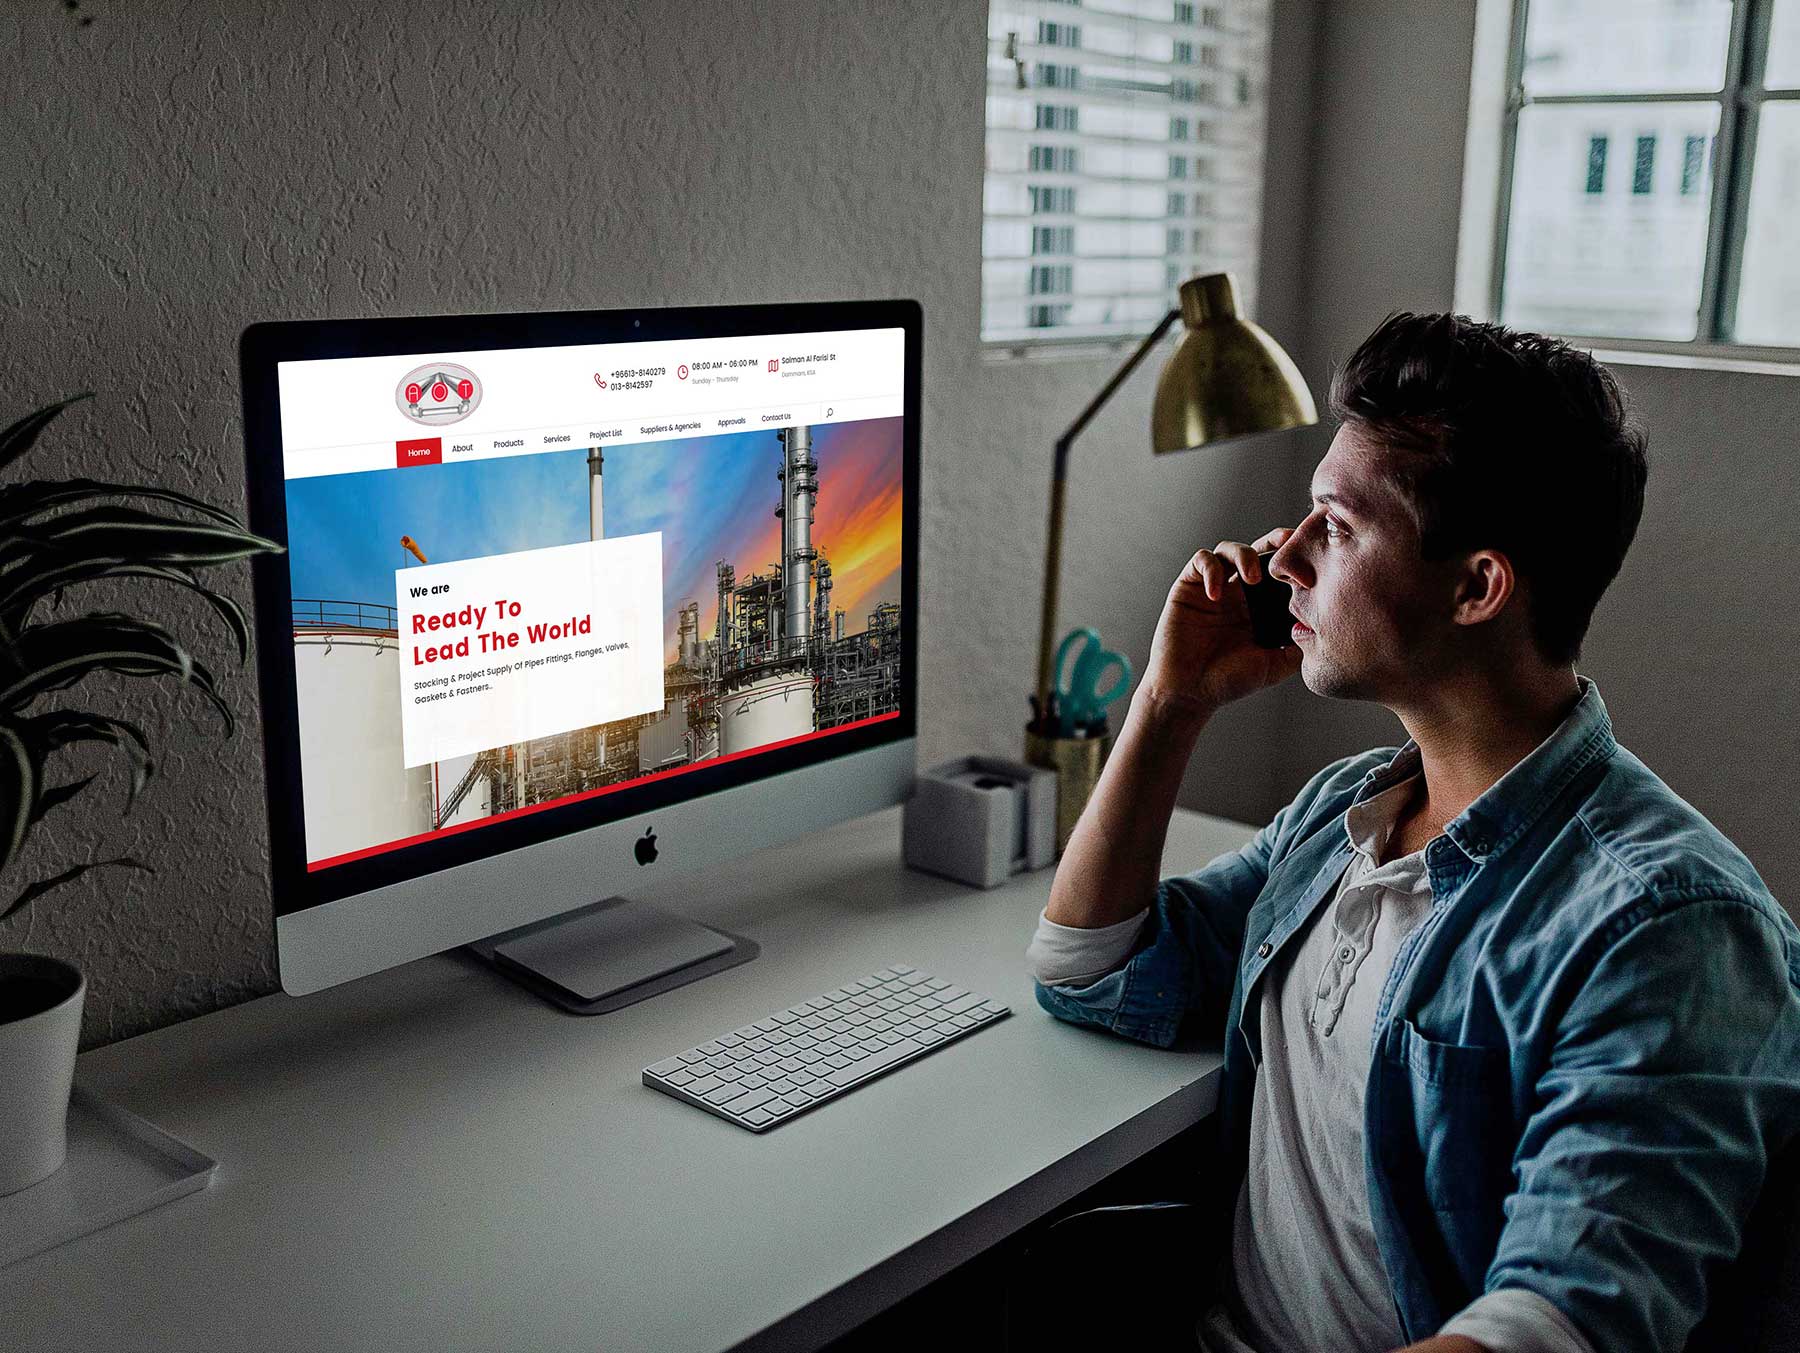 AOT
+96613-8140279
013-8142597
08:00 AM - 06:00 PM
Sunday - Thursday
Salman Al Farisi St
Dammam, KSA
Home About Products Services Project List Suppliers & Agencies Approvals Contact Us
We are
Ready To
Lead The World
Stocking & Project Supply Of Pipes Fittings, Flanges, Valves,
Gaskets & Fastners..